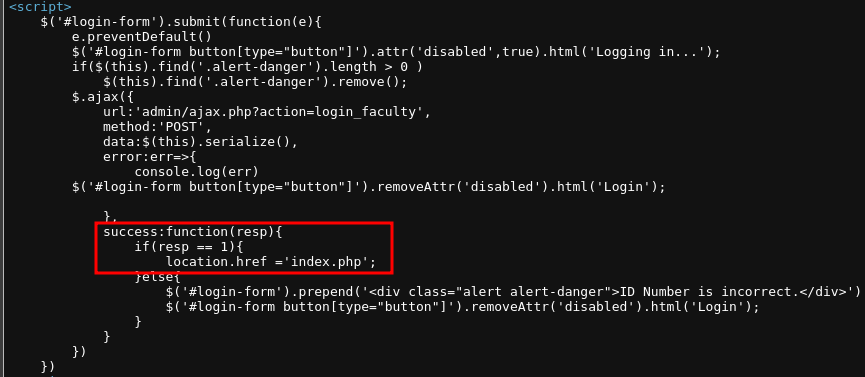 <script>
$('#login-form').submit(function(e){
e.preventDefault()
$('#login-form button[type="button"]').attr('disabled',true).html('Logging in...');
if($(this).find('.alert-danger').length > 0 )
$(this).find('.alert-danger').remove();
$.ajax({
url:'admin/ajax.php?action=login_faculty',
method:'POST',
data:$(this).serialize(),
error:err=>{
console.log(err)
$('#login-form button[type="button"]').removeAttr('disabled').html('Login');
},
success:function(resp){
if(resp == 1){
location.href ='index.php';
}else{
$('#login-form').prepend('<div class="alert alert-danger">ID Number is incorrect.</div>')
$('#login-form button[type="button"]').removeAttr('disabled').html('Login');
}
}
})
})